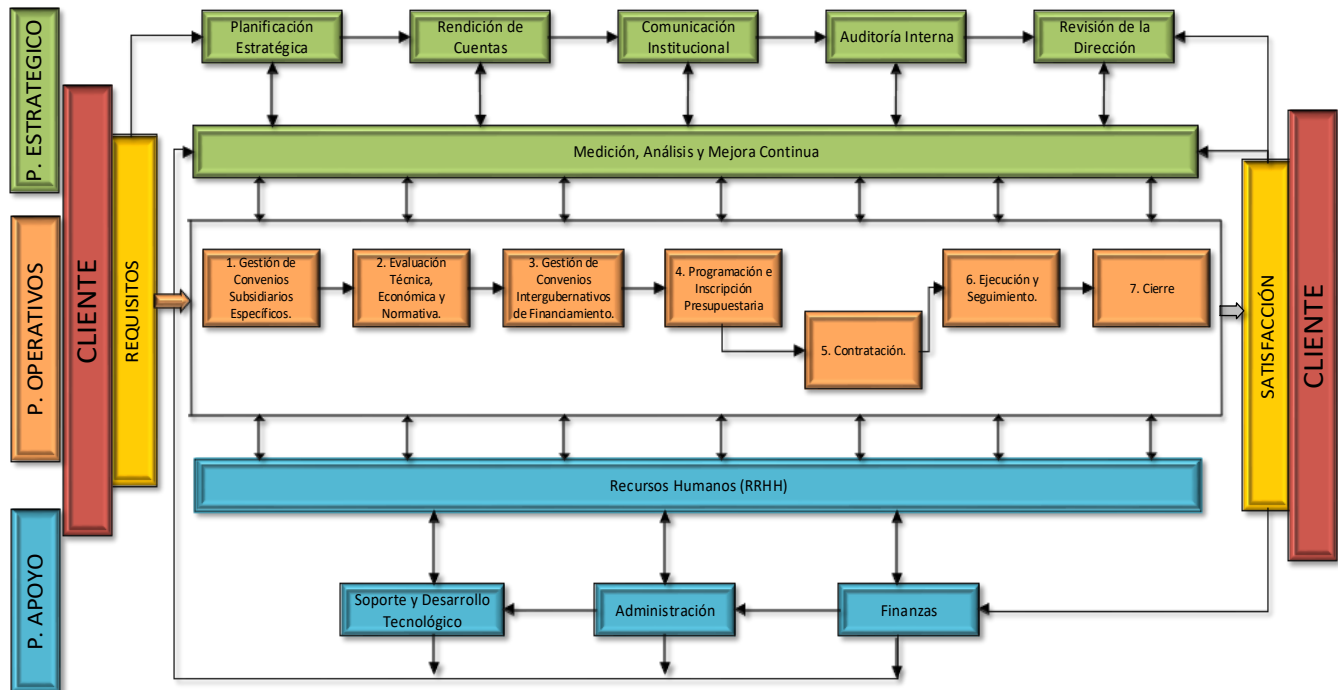 P. ESTRATEGICO
P. OPERATIVOS
P. APOYO
CLIENTE
REQUISITOS
Planificación
Estratégica
Rendición de
Cuentas
Comunicación
Institucional
Auditoría Interna
Revisión de la
Dirección
Medición, Análisis y Mejora Continua
1. Gestión de
Convenios
Subsidiarios
Específicos.
2. Evaluación
Técnica,
Económica y
Normativa.
3. Gestión de
Convenios
Intergubernativos
de Financiamiento.
4. Programación e
Inscripción
Presupuestaria
5. Contratación.
6. Ejecución y
Seguimiento.
7. Cierre
Recursos Humanos (RRHH)
Soporte y Desarrollo
Tecnológico
Administración
Finanzas
SATISFACCIÓN
CLIENTE